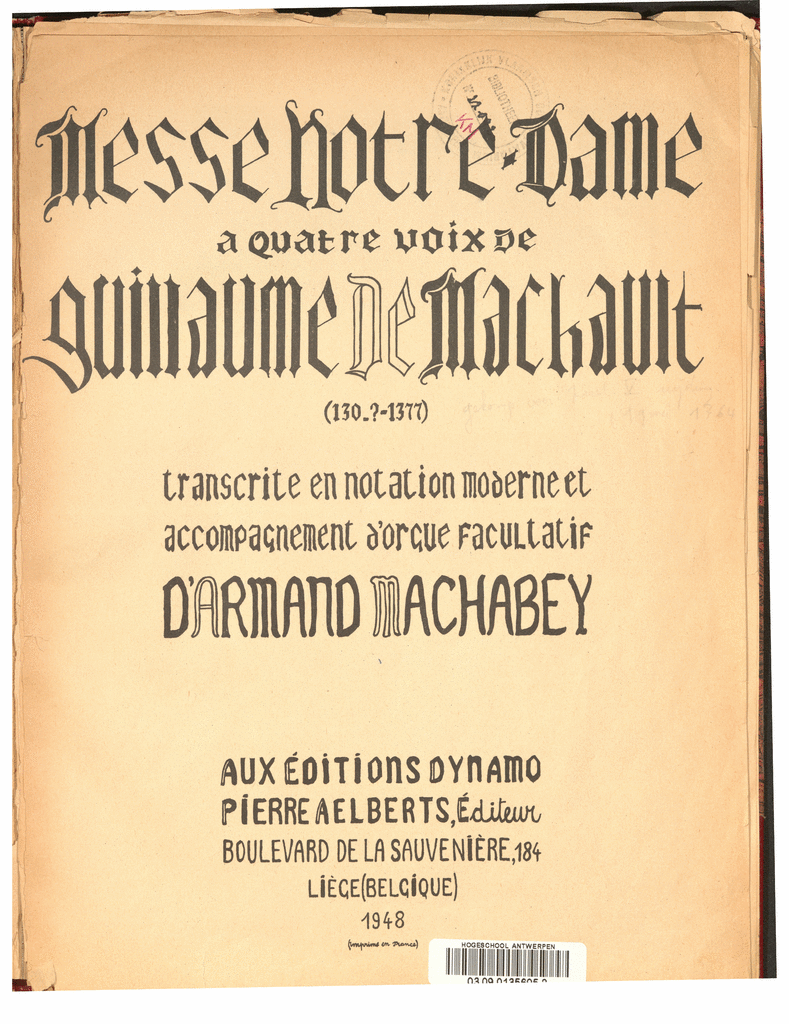 Messe Notre-Dame
a quatre voix de
Guillaume de Machault
(130.?-1377)
transcrite en notation moderne et
accompagnement d'orgue facultatif
D'ARMAND MACHABEY
AUX ÉDITIONS DYNAMO
PIERRE AELBERTS, Éditeur
BOULEVARD DE LA SAUVENIÈRE, 184
LIÈGE (BELGIQUE)
1948
(imprimé en France)
HOGESCHOOL ANTWERPEN